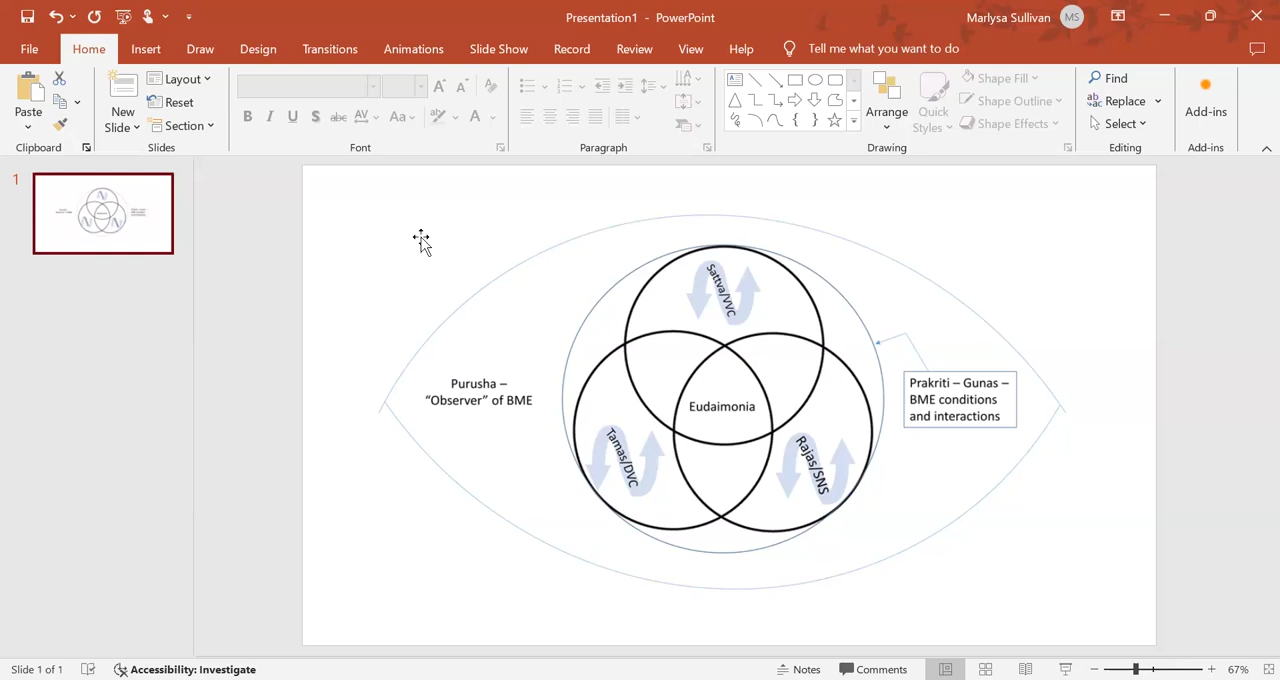 Presentation1 - PowerPoint
Marlysa Sullivan
MS
File
Home
Insert
Draw
Design
Transitions
Animations
Slide Show
Record
Review
View
Help
Tell me what you want to do
Paste
Clipboard
New
Slide
Layout
Reset
Section
Slides
B I U S abc AV Aa A
Font
Paragraph
Arrange
Quick
Styles
Shape Fill
Shape Outline
Shape Effects
Drawing
Find
Replace
Select
Editing
Add-ins
Add-ins
1
Sattva/VVC
Purusha –
“Observer” of BME
Eudaimonia
Prakriti – Gunas –
BME conditions
and interactions
Tamas/DVC
Rajas/SNS
Slide 1 of 1
Accessibility: Investigate
Notes
Comments
67%